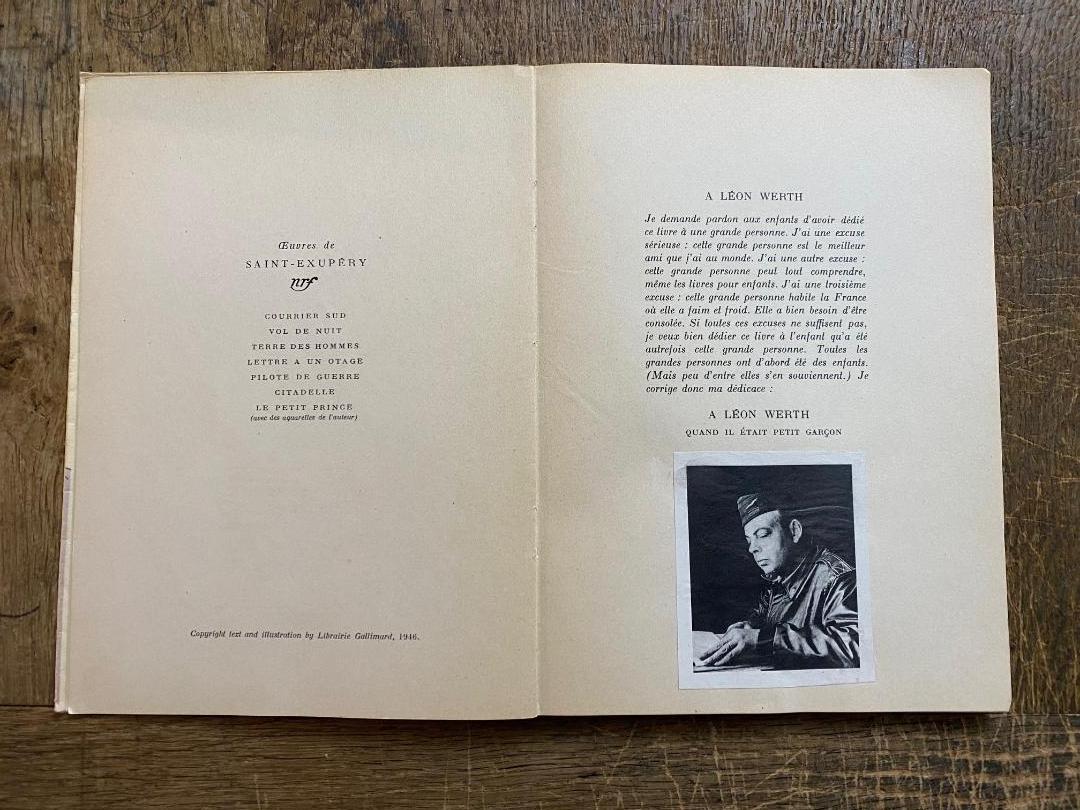 Œuvres de
SAINT-EXUPÉRY
nrf
COURRIER SUD
VOL DE NUIT
TERRE DES HOMMES
LETTRE A UN OTAGE
PILOTE DE GUERRE
CITADELLE
LE PETIT PRINCE
(avec des aquarelles de l'auteur)
Copyright text and illustration by Librairie Gallimard, 1946.
A LÉON WERTH
Je demande pardon aux enfants d'avoir dédié
ce livre à une grande personne. J'ai une excuse
sérieuse : cette grande personne est le meilleur
ami que j'ai au monde. J'ai une autre excuse :
cette grande personne peut tout comprendre,
même les livres pour enfants. J'ai une troisième
excuse : cette grande personne habite la France
où elle a faim et froid. Elle a bien besoin d'être
consolée. Si toutes ces excuses ne suffisent pas,
je veux bien dédier ce livre à l'enfant qu'a été
autrefois cette grande personne. Toutes les
grandes personnes ont d'abord été des enfants.
(Mais peu d'entre elles s'en souviennent.) Je
corrige donc ma dédicace :
A LÉON WERTH
QUAND IL ÉTAIT PETIT GARÇON